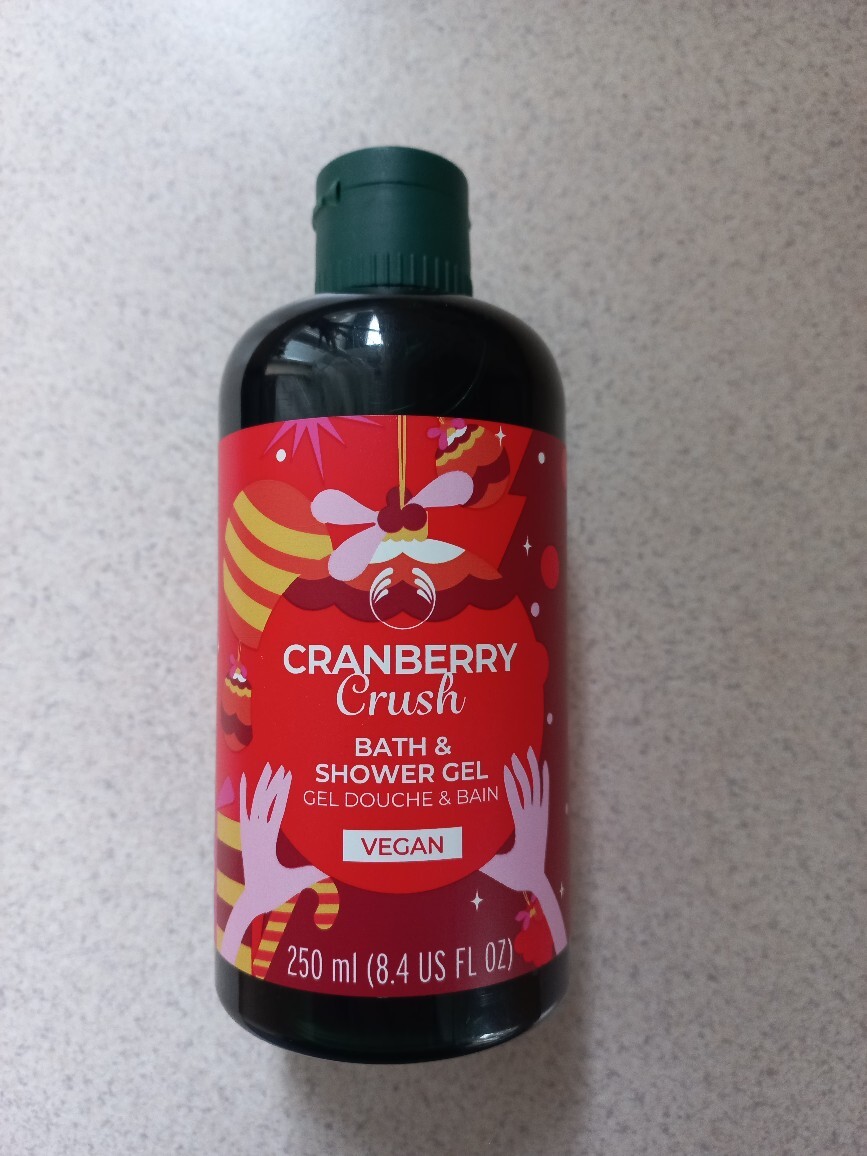 CRANBERRY
Crush
BATH &
SHOWER GEL
GEL DOUCHE & BAIN
VEGAN
250 ml (8.4 US FL OZ)